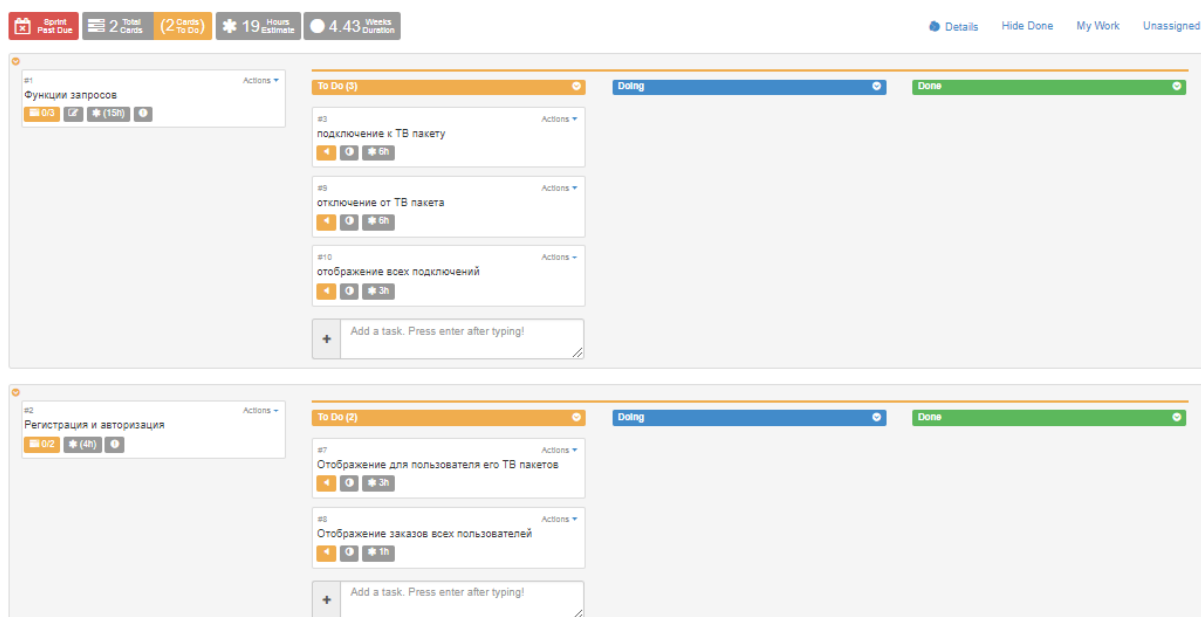 Sprint Past Due 2 Total Cards (2 Cards To Do) 19 Hours Estimate 4.43 Weeks Duration Details Hide Done My Work Unassigned
#1 Actions
Функции запросов
0/3 (15h)
To Do (3) Doing Done
#3 Actions
подключение к ТВ пакету
6h
#9 Actions
отключение от ТВ пакета
6h
#10 Actions
отображение всех подключений
3h
+ Add a task. Press enter after typing!
#2 Actions
Регистрация и авторизация
0/2 (4h)
To Do (2) Doing Done
#7 Actions
Отображение для пользователя его ТВ пакетов
3h
#8 Actions
Отображение заказов всех пользователей
1h
+ Add a task. Press enter after typing!